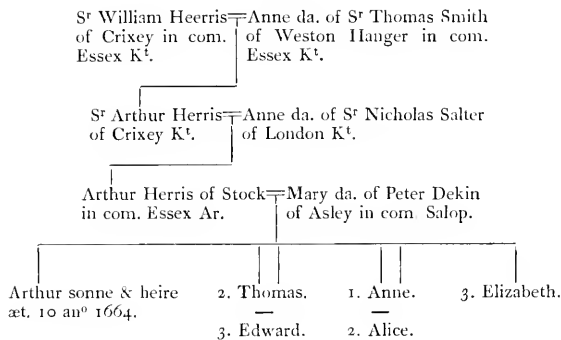 Sʳ William Heerris Anne da. of Sʳ Thomas Smith
of Crixey in com. of Weston Hanger in com.
Essex Kᵗ. Essex Kᵗ.
Sʳ Arthur Herris Anne da. of Sʳ Nicholas Salter
of Crixey Kᵗ. of London Kᵗ.
Arthur Herris of Stock Mary da. of Peter Dekin
in com. Essex Ar. of Asley in com Salop.
Arthur sonne & heire 2. Thomas. 1. Anne. 3. Elizabeth.
æt. 10 anº 1664. 3. Edward. 2. Alice.